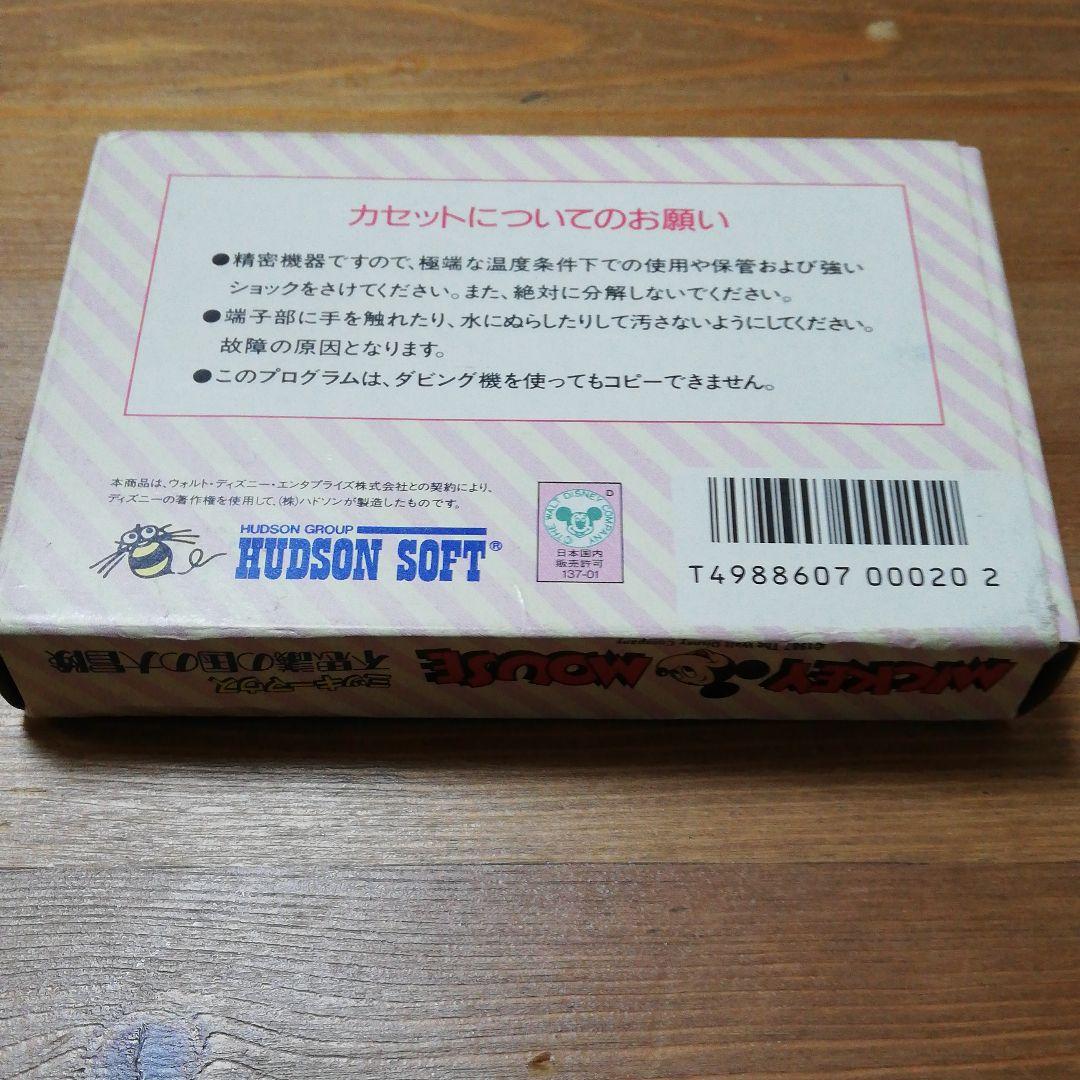 カセットについてのお願い
●精密機器ですので、極端な温度条件下での使用や保管および強い
ショックをさけてください。また、絶対に分解しないでください。
●端子部に手を触れたり、水にぬらしたりして汚さないようにしてください。
故障の原因となります。
●このプログラムは、ダビング機を使ってもコピーできません。
本商品は、ウォルト・ディズニー・エンタプライズ株式会社との契約により、
ディズニーの著作権を使用して、(株)ハドソンが製造したものです。
HUDSON GROUP
HUDSON SOFT®
D
©THE WALT DISNEY COMPANY
日本国内
販売許可
137-01
T4988607 00020 2
©1987 The Walt Disney Company
MICKEY MOUSE
ミッキーマウス
不思議の国の大冒険